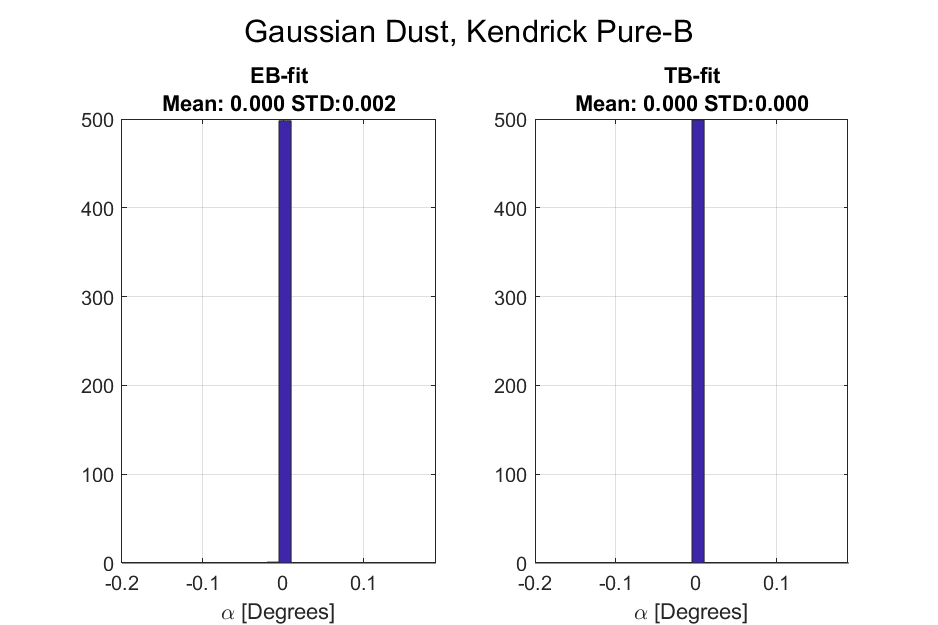 Gaussian Dust, Kendrick Pure-B
EB-fit
Mean: 0.000 STD:0.002
500
400
300
200
100
0
-0.2
-0.1
0
0.1
α [Degrees]
TB-fit
Mean: 0.000 STD:0.000
500
400
300
200
100
0
-0.2
-0.1
0
0.1
α [Degrees]